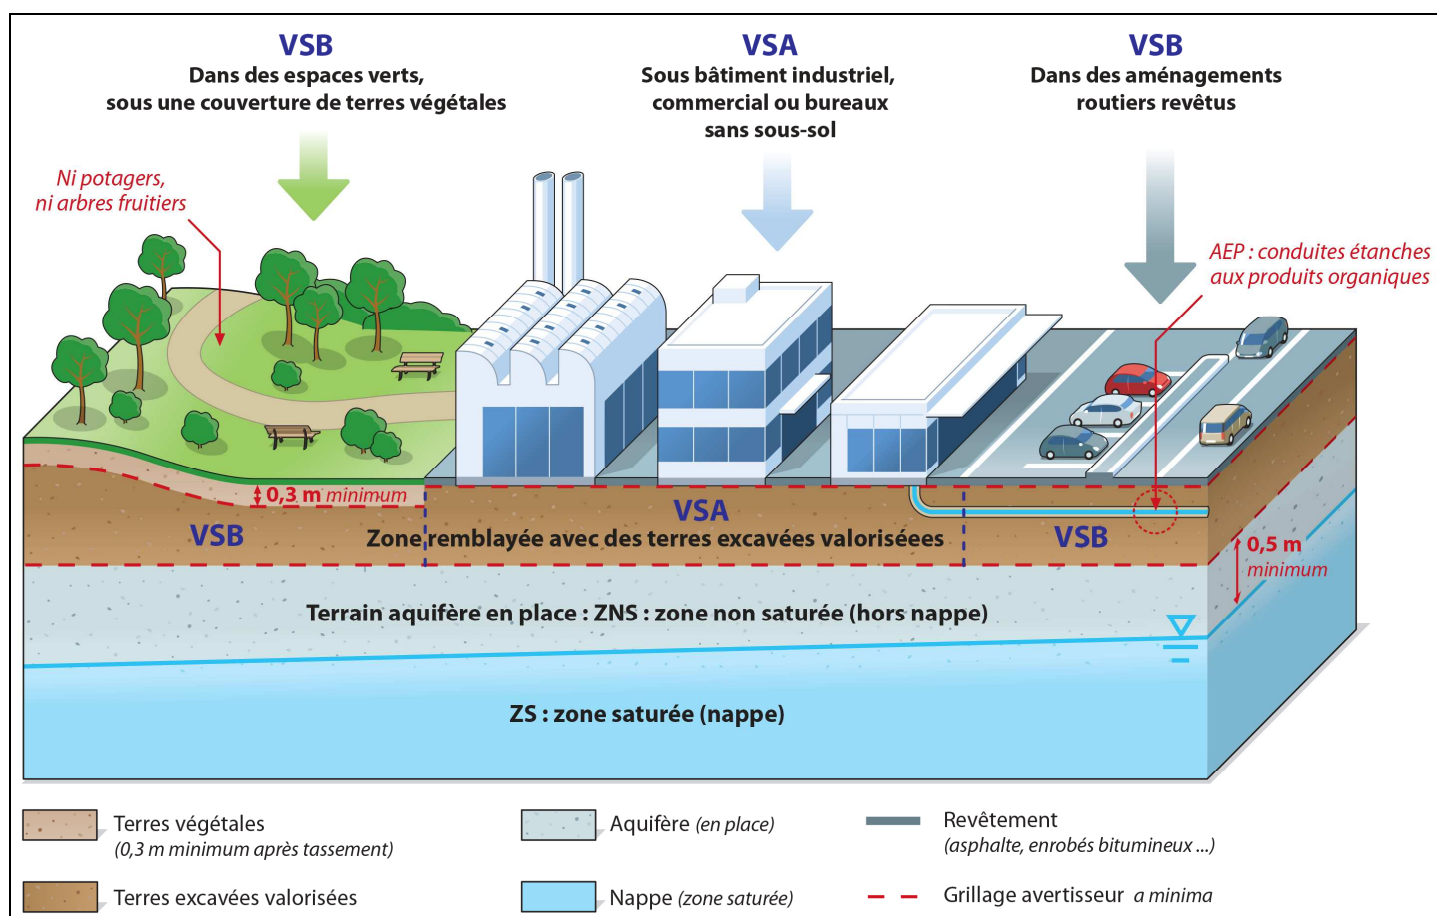 VSB
Dans des espaces verts,
sous une couverture de terres végétales
VSA
Sous bâtiment industriel,
commercial ou bureaux
sans sous-sol
VSB
Dans des aménagements
routiers revêtus
Ni potagers,
ni arbres fruitiers
AEP : conduites étanches
aux produits organiques
0,3 m minimum
VSB
VSA
Zone remblayée avec des terres excavées valoriséees
VSB
0,5 m
minimum
Terrain aquifère en place : ZNS : zone non saturée (hors nappe)
ZS : zone saturée (nappe)
Terres végétales
(0,3 m minimum après tassement)
Aquifère (en place)
Revêtement
(asphalte, enrobés bitumineux ...)
Terres excavées valorisées
Nappe (zone saturée)
Grillage avertisseur a minima